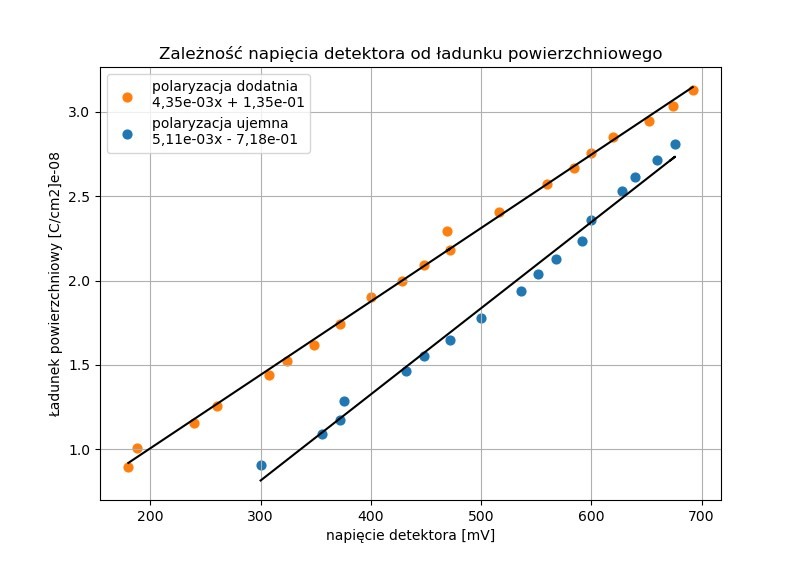 Zależność napięcia detektora od ładunku powierzchniowego
polaryzacja dodatnia
4,35e-03x + 1,35e-01
polaryzacja ujemna
5,11e-03x - 7,18e-01
Ładunek powierzchniowy [C/cm2]e-08
3.0
2.5
2.0
1.5
1.0
200
300
400
500
600
700
napięcie detektora [mV]